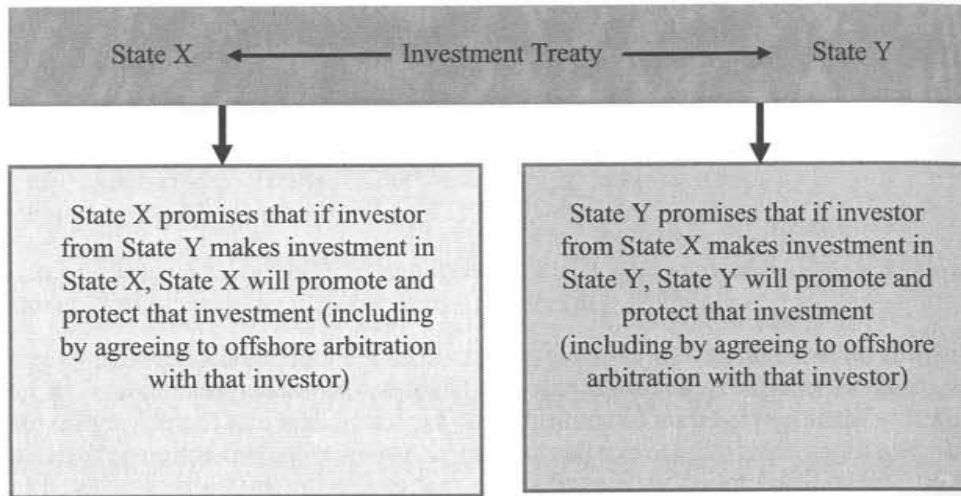 State X Investment Treaty State Y
State X promises that if investor
from State Y makes investment in
State X, State X will promote and
protect that investment (including
by agreeing to offshore arbitration
with that investor)
State Y promises that if investor
from State X makes investment in
State Y, State Y will promote and
protect that investment
(including by agreeing to offshore
arbitration with that investor)